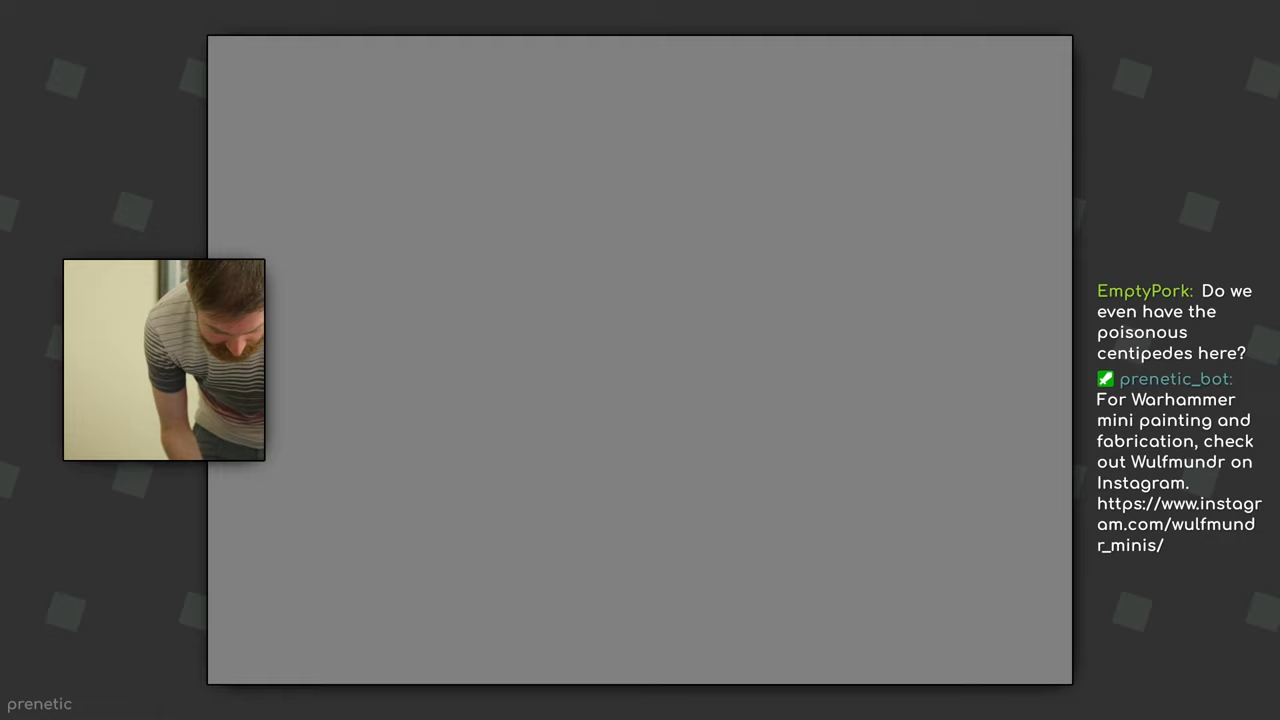 EmptyPork: Do we
even have the
poisonous
centipedes here?
prenetic_bot:
For Warhammer
mini painting and
fabrication, check
out Wulfmundr on
Instagram.
https://www.instagr
am.com/wulfmund
r_minis/
prenetic